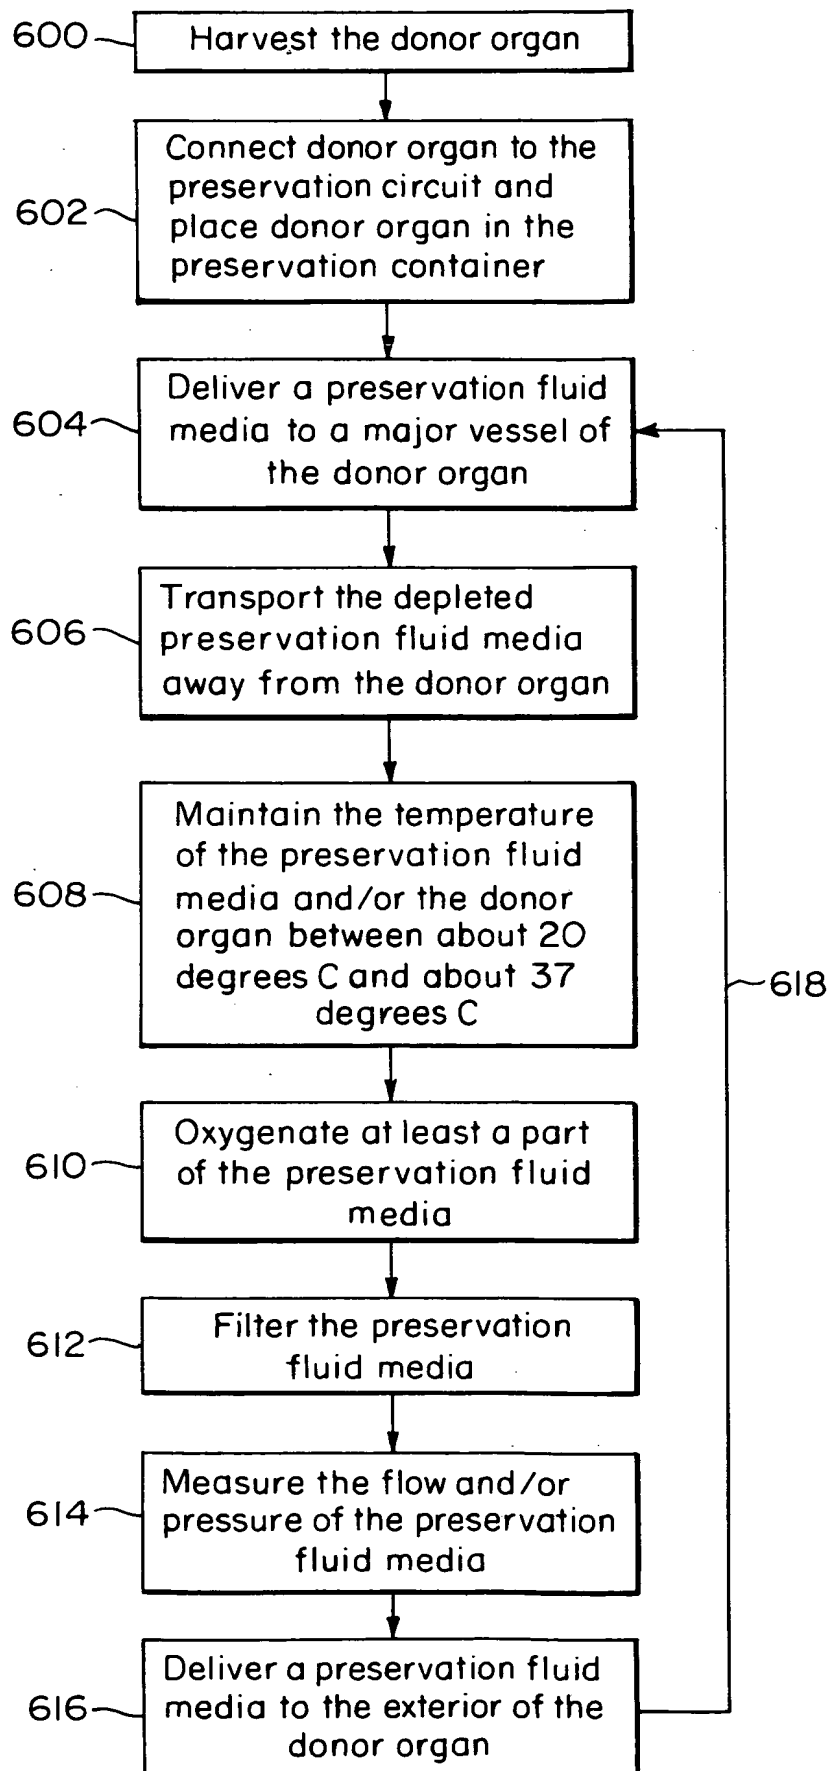 600
Harvest the donor organ
602
Connect donor organ to the
preservation circuit and
place donor organ in the
preservation container
604
Deliver a preservation fluid
media to a major vessel of
the donor organ
606
Transport the depleted
preservation fluid media
away from the donor organ
608
Maintain the temperature
of the preservation fluid
media and/or the donor
organ between about 20
degrees C and about 37
degrees C
618
610
Oxygenate at least a part
of the preservation fluid
media
612
Filter the preservation
fluid media
614
Measure the flow and/or
pressure of the preservation
fluid media
616
Deliver a preservation fluid
media to the exterior of the
donor organ